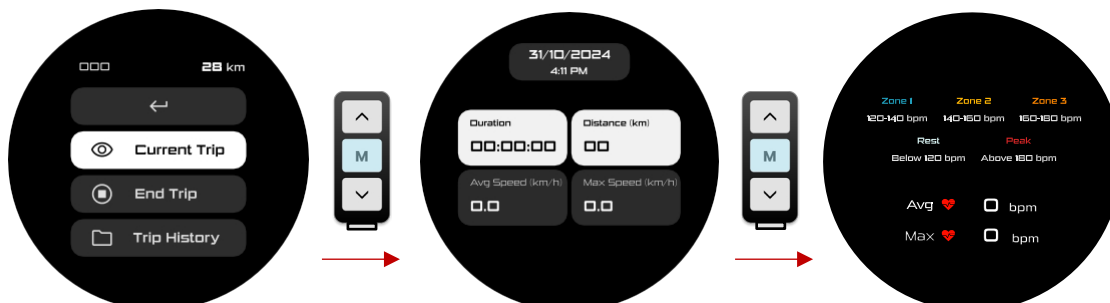 000
28 km
Current Trip
End Trip
Trip History
M
31/10/2024
4:11 PM
Duration
Distance (km)
00:00:00
00
Avg Speed (km/h)
Max Speed (km/h)
0.0
0.0
M
Zone 1
Zone 2
Zone 3
120-140 bpm
140-160 bpm
160-180 bpm
Rest
Peak
Below 120 bpm
Above 180 bpm
Avg
0 bpm
Max
0 bpm